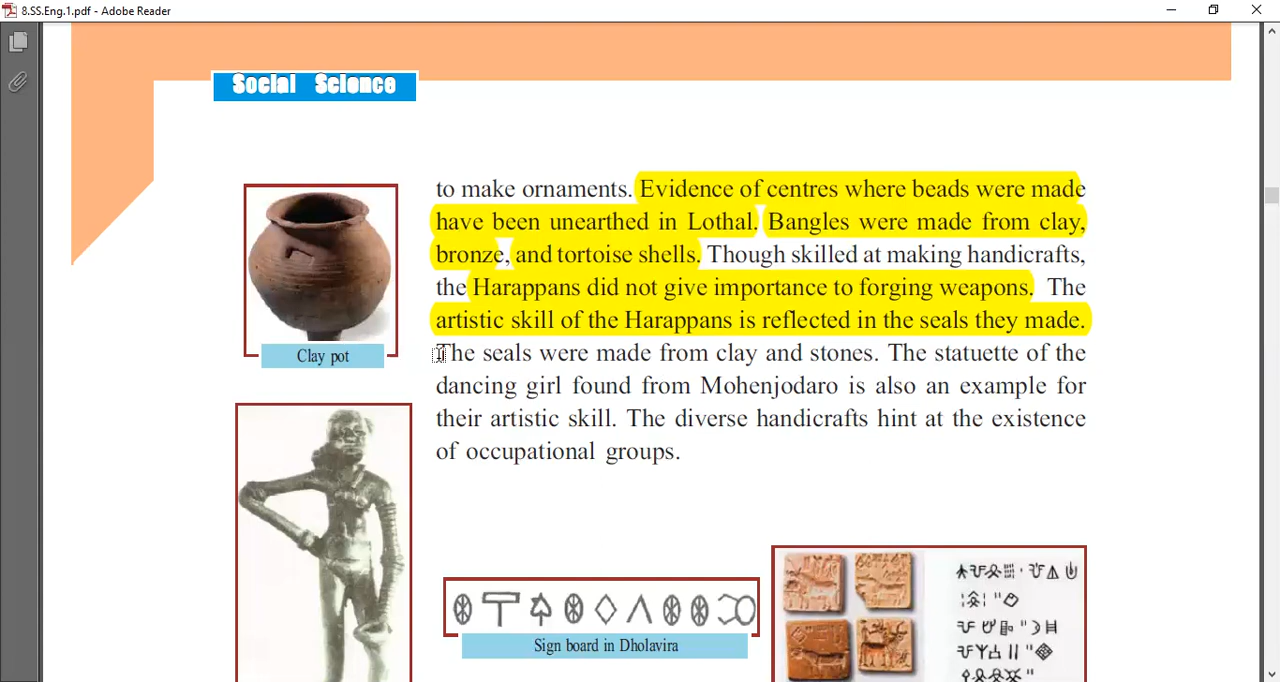 8.SS.Eng.1.pdf - Adobe Reader
Social Science
to make ornaments. Evidence of centres where beads were made
have been unearthed in Lothal. Bangles were made from clay,
bronze, and tortoise shells. Though skilled at making handicrafts,
the Harappans did not give importance to forging weapons. The
artistic skill of the Harappans is reflected in the seals they made.
The seals were made from clay and stones. The statuette of the
dancing girl found from Mohenjodaro is also an example for
their artistic skill. The diverse handicrafts hint at the existence
of occupational groups.
Clay pot
Sign board in Dholavira